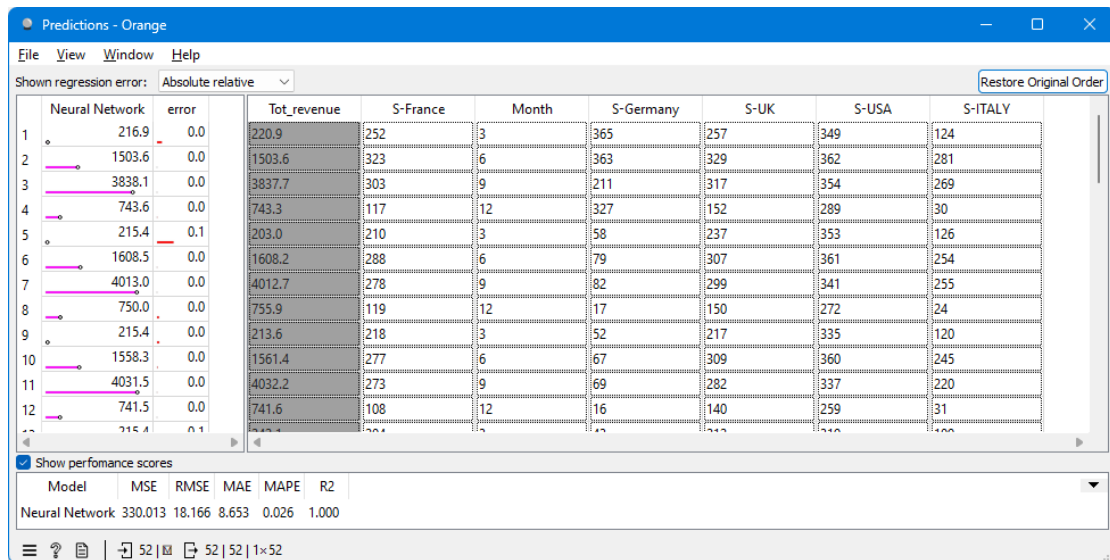 Predictions - Orange
File View Window Help
Shown regression error: Absolute relative Restore Original Order
Neural Network error Tot_revenue S-France Month S-Germany S-UK S-USA S-ITALY
1 216.9 0.0 220.9 252 3 365 257 349 124
2 1503.6 0.0 1503.6 323 6 363 329 362 281
3 3838.1 0.0 3837.7 303 9 211 317 354 269
4 743.6 0.0 743.3 117 12 327 152 289 30
5 215.4 0.1 203.0 210 3 58 237 353 126
6 1608.5 0.0 1608.2 288 6 79 307 361 254
7 4013.0 0.0 4012.7 278 9 82 299 341 255
8 750.0 0.0 755.9 119 12 17 150 272 24
9 215.4 0.0 213.6 218 3 52 217 335 120
10 1558.3 0.0 1561.4 277 6 67 309 360 245
11 4031.5 0.0 4032.2 273 9 69 282 337 220
12 741.5 0.0 741.6 108 12 16 140 259 31
Show perfomance scores
Model MSE RMSE MAE MAPE R2
Neural Network 330.013 18.166 8.653 0.026 1.000
52 | 52 | 52 | 1×52